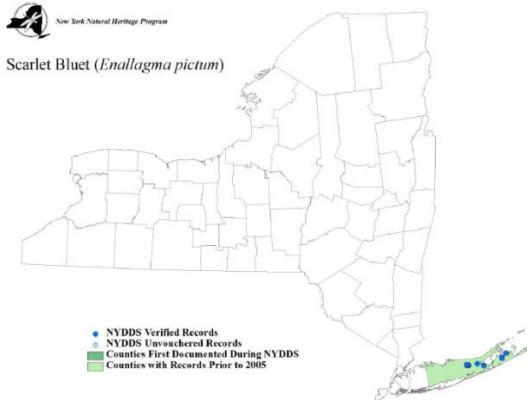 New York Natural Heritage Program
Scarlet Bluet (Enallagma pictum)
NYDDS Verified Records
NYDDS Unvouchered Records
Counties First Documented During NYDDS
Counties with Records Prior to 2005